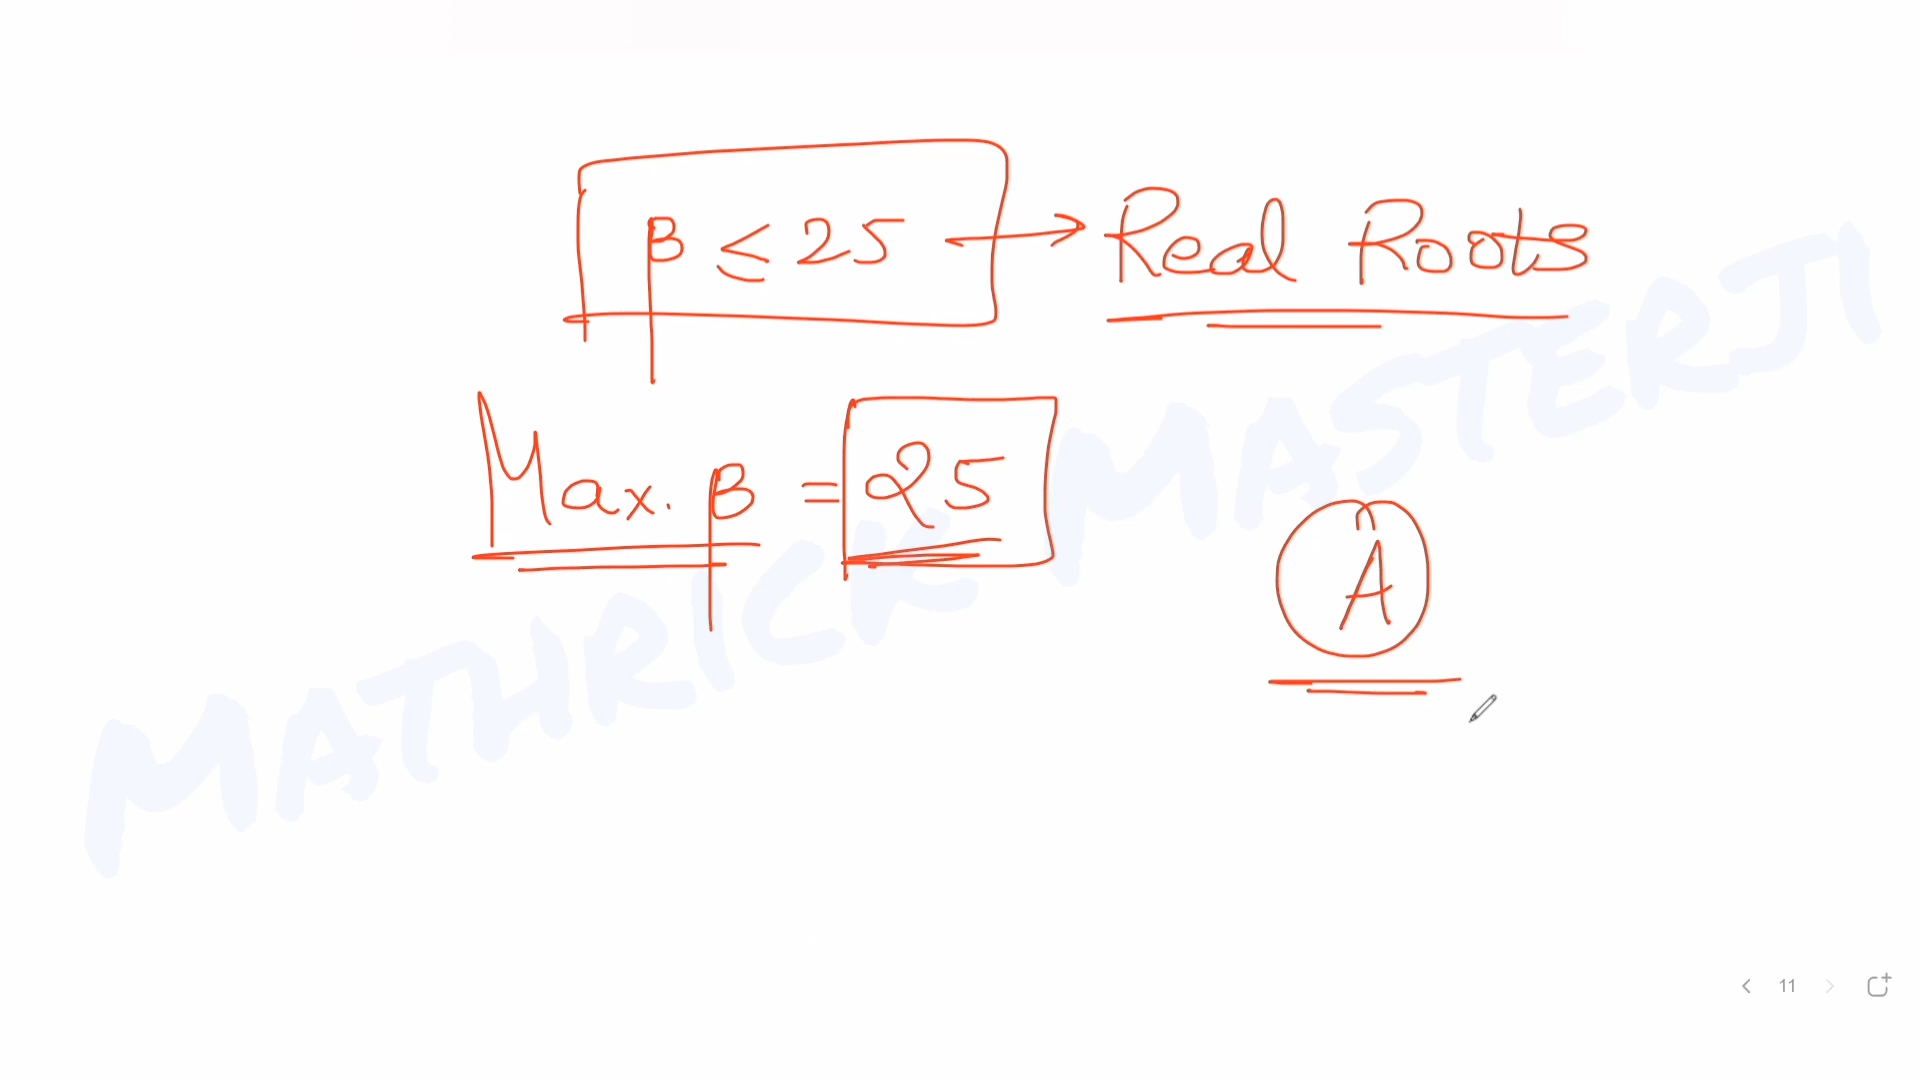 β ≤ 25 → Real Roots
Max. β = 25
A
MATHRICK MASTERJI
11